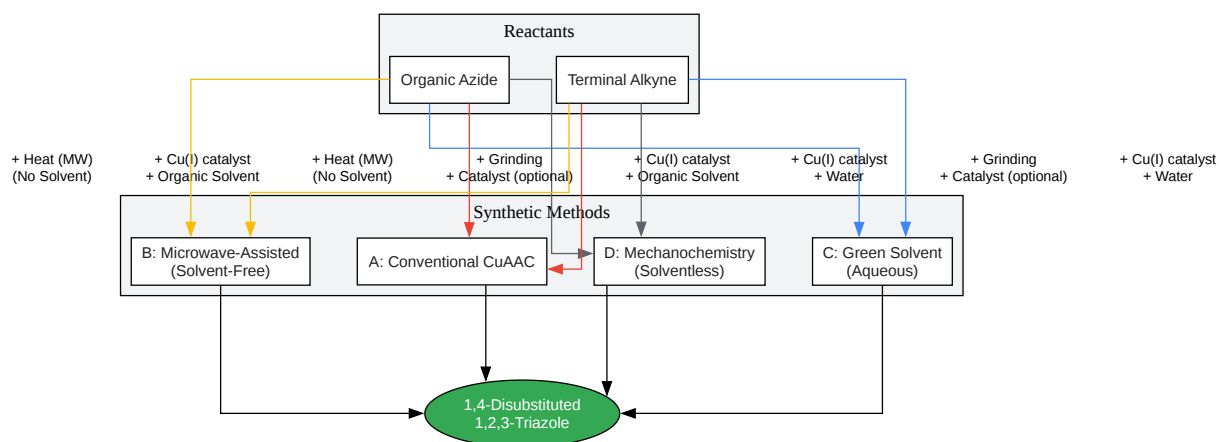 Reactants
Organic Azide
Terminal Alkyne
+ Heat (MW)
(No Solvent)
+ Cu(I) catalyst
+ Organic Solvent
+ Heat (MW)
(No Solvent)
+ Grinding
+ Catalyst (optional)
+ Cu(I) catalyst
+ Organic Solvent
+ Cu(I) catalyst
+ Water
+ Grinding
+ Catalyst (optional)
+ Cu(I) catalyst
+ Water
Synthetic Methods
B: Microwave-Assisted
(Solvent-Free)
A: Conventional CuAAC
D: Mechanochemistry
(Solventless)
C: Green Solvent
(Aqueous)
1,4-Disubstituted
1,2,3-Triazole